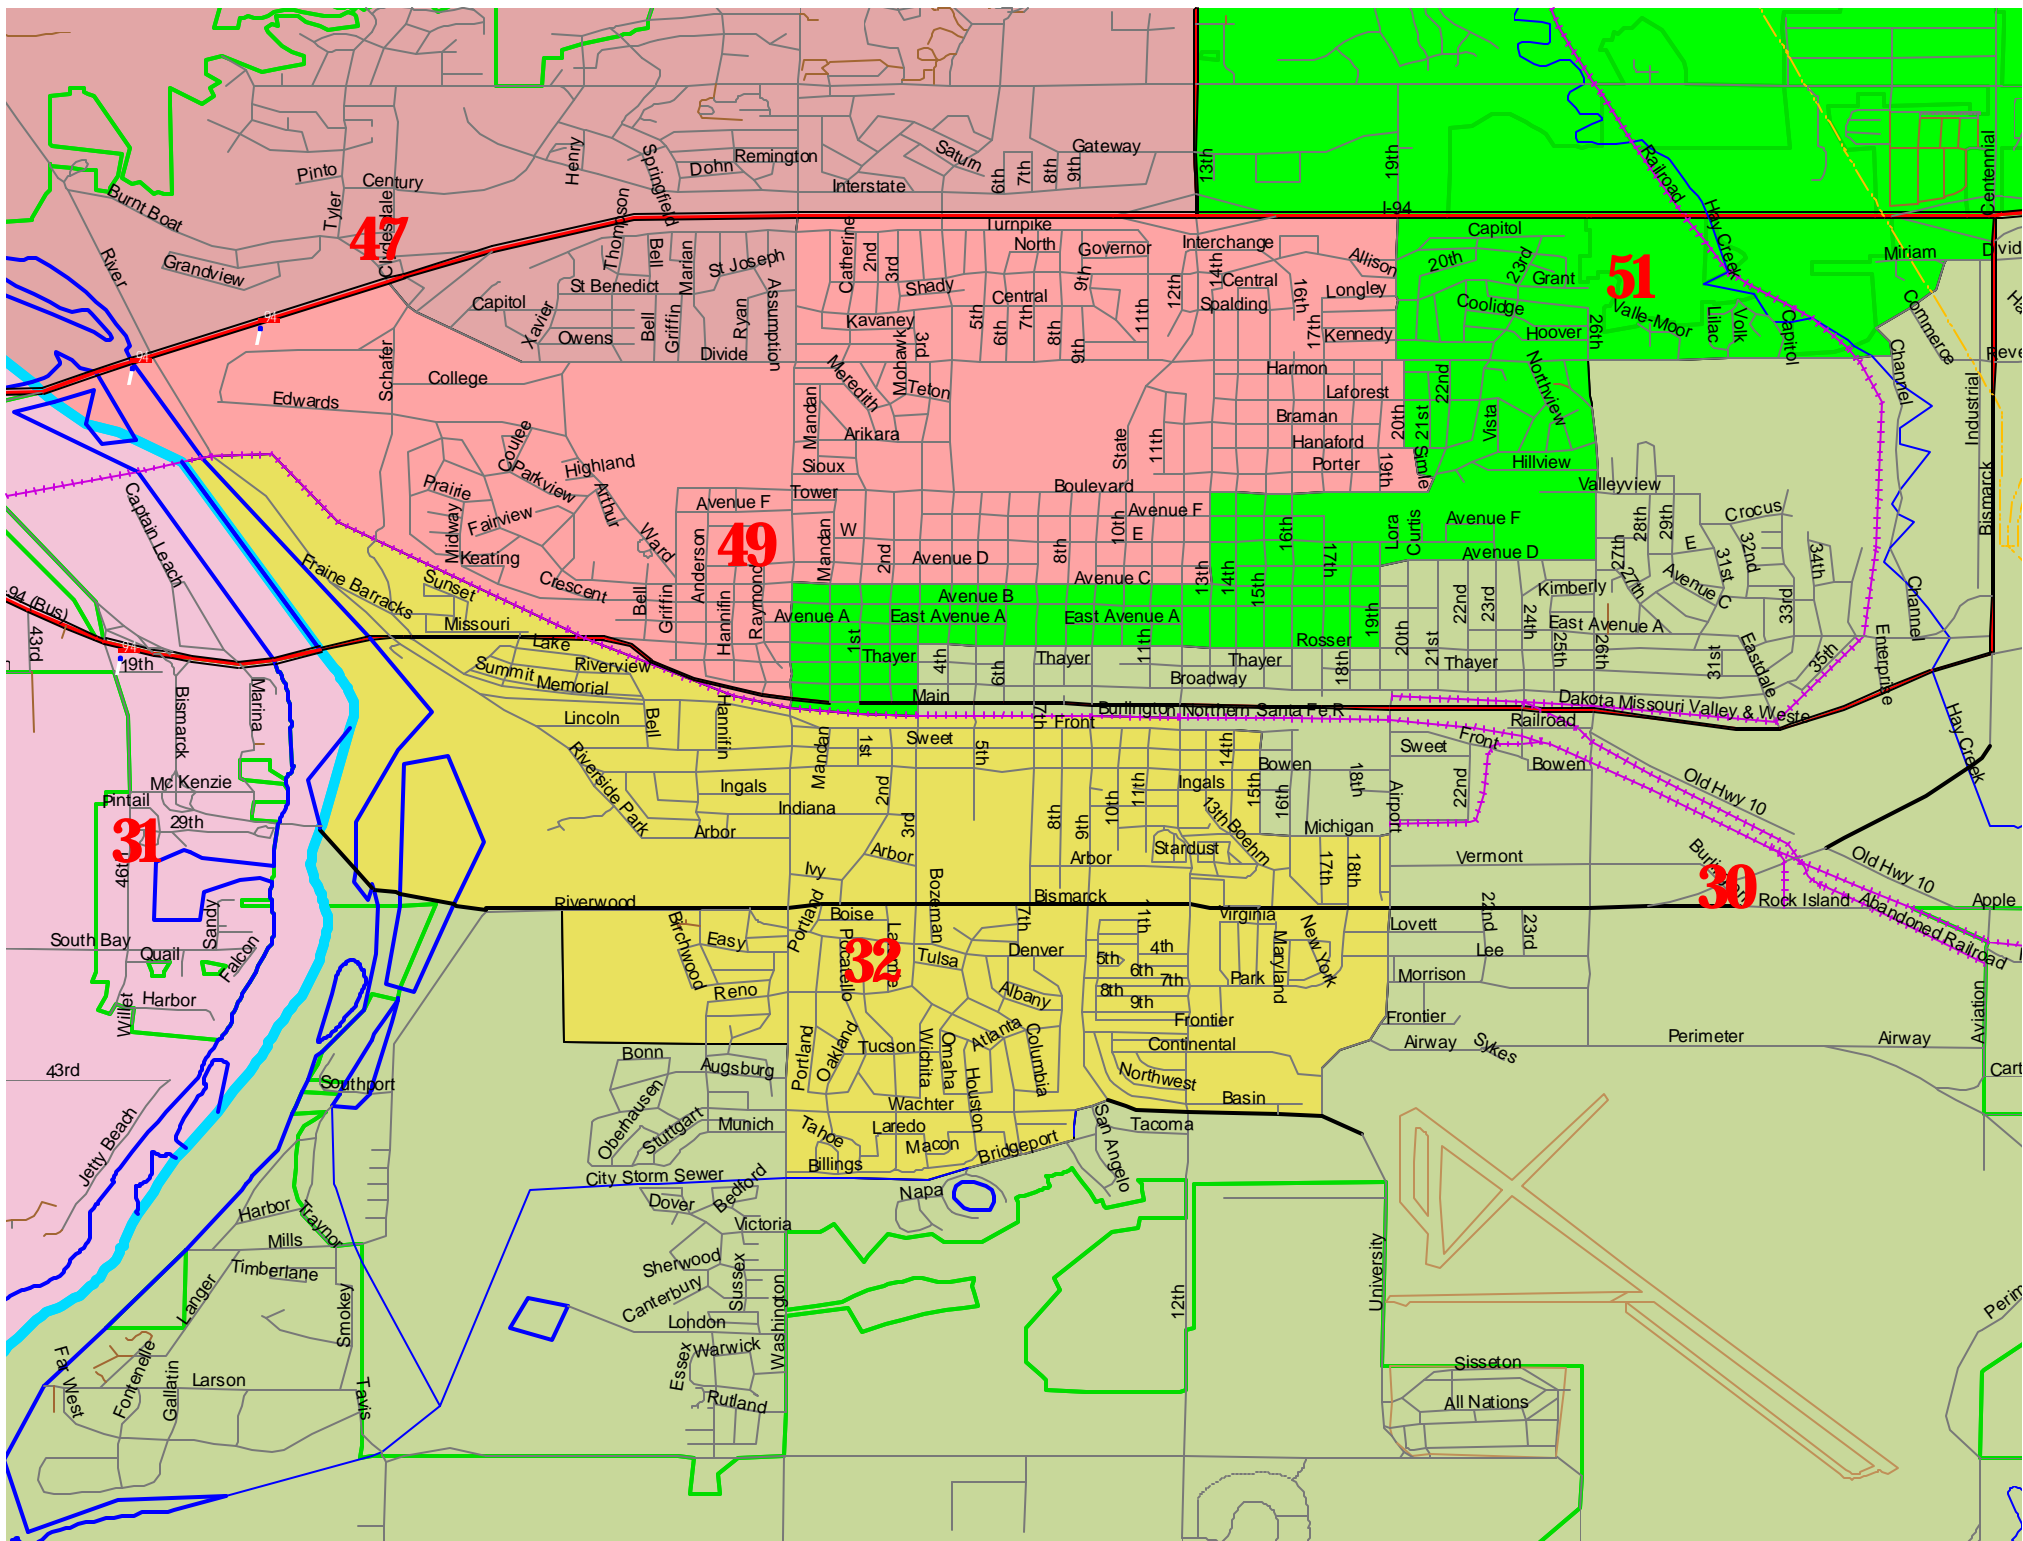 Pinto
Century
Burnt Boat
Tyler
Clydesdale
47
River
Grandview
Henry
Springfield
Dohn
Remington
Thompson
Interstate
Saturn
6th
7th
8th
9th
Gateway
13th
19th
Railroad
Hay Creek
Centennial
I-94
Capitol
Xavier
Owens
St Benedict
Bell
Marian
St Joseph
Bell
Griffin
Ryan
Assumption
Divide
Turnpike
Catherine
2nd
3rd
North
Governor
9th
Shady
Central
Kavaney
3rd
5th
6th
7th
8th
9th
11th
12th
14th
Interchange
Central
Spalding
16th
17th
Allison
Longley
Kennedy
Capitol
20th
23rd
Grant
51
Coolidge
Hoover
26th
Valle-Moor
Lilac
Volk
Capitol
Miriam
Divid
Commerce
Channel
Reve
Industrial
Bismarck
94
94
Schafer
College
Edwards
Meredith
Mohawk
Teton
Mandan
Arikara
Sioux
State
11th
Harmon
Laforest
Braman
Hanaford
Porter
20th
19th
21st
22nd
Simle
Vista
Northview
Hillview
Captain Leach
Coulee
Parkview
Highland
Prairie
Fairview
Midway
Keating
Arthur
Ward
Crescent
Avenue F
49
Anderson
Raymond
Hannifin
Bell
Griffin
Tower
Boulevard
Mandan
W
2nd
Avenue D
8th
10th
E
Avenue F
Avenue C
13th
14th
15th
16th
17th
Lora
Curtis
Avenue F
Avenue D
Valleyview
28th
29th
Crocus
E
31st
32nd
34th
27th
27th
Avenue C
33rd
Kimberly
Channel
Fraine Barracks
Sunset
Missouri
Lake
Summit
Riverview
Memorial
Lincoln
Bell
Hannifin
Avenue A
Avenue B
East Avenue A
East Avenue A
1st
Thayer
4th
6th
Thayer
11th
Thayer
Rosser
18th
19th
20th
21st
22nd
23rd
24th
25th
26th
East Avenue A
Thayer
31st
Eastdale
35th
Enterprise
Broadway
Main
7th
Front
Burlington Northern Santa Fe R
Dakota Missouri Valley & Weste
Railroad
94 (Bus)
94
43rd
19th
Bismarck
Marina
Mc Kenzie
Pintail
29th
31
46th
Sandy
South Bay
Quail
Falcon
Harbor
Willet
43rd
Jetty Beach
Riverside Park
Ingals
Indiana
Arbor
Mandan
1st
2nd
3rd
Sweet
5th
Ivy
Arbor
8th
9th
10th
11th
Arbor
Ingals
13th
14th
15th
16th
Bowen
18th
Stardust
Boehm
Michigan
17th
18th
Airport
Sweet
Front
22nd
Bowen
Vermont
Old Hwy 10
Hay Creek
30
Old Hwy 10
Rock Island
Abandoned Railroad
Apple
Riverwood
Bismarck
Birchwood
Easy
Reno
Portland
Boise
Pocatello
32
Bozeman
Tulsa
7th
Denver
Albany
11th
4th
5th
6th
7th
8th
9th
Virginia
Park
Maryland
New York
Frontier
Continental
Northwest
Basin
Lovett
22nd
23rd
Lee
Morrison
Frontier
Airway
Sykes
Perimeter
Airway
Aviation
Cart
Bonn
Augsburg
Oberhausen
Stuttgart
Munich
Portland
Oakland
Tucson
Wichita
Omaha
Atlanta
Columbia
Houston
Wachter
Tahoe
Laredo
Macon
Billings
Bridgeport
San Angelo
Tacoma
City Storm Sewer
Dover
Bedford
Victoria
Napa
Sherwood
Canterbury
Sussex
London
Washington
Essex
Warwick
Rutland
12th
University
Sisseton
All Nations
Perim
Southport
Harbor
Traynor
Mills
Timberlane
Langer
Smokey
Far West
Fontenelle
Gallatin
Larson
Tavis